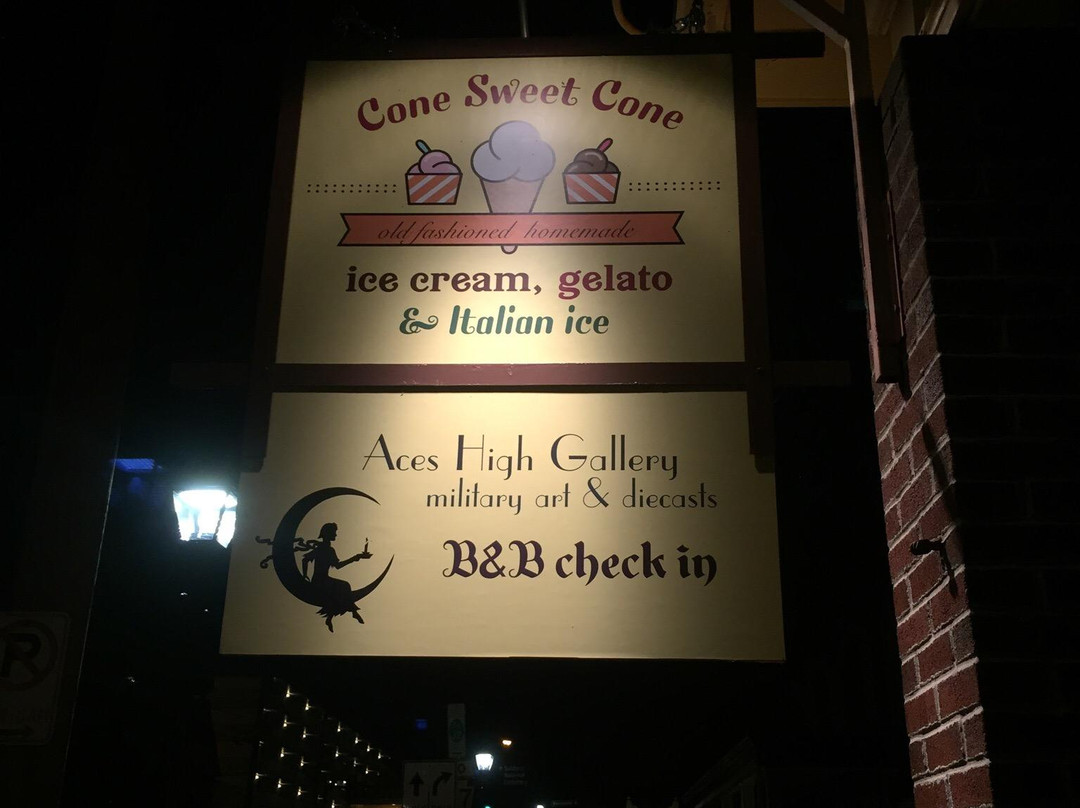 Cone Sweet Cone
old fashioned homemade
ice cream, gelato
& Italian ice
Aces High Gallery
military art & diecasts
B&B check in